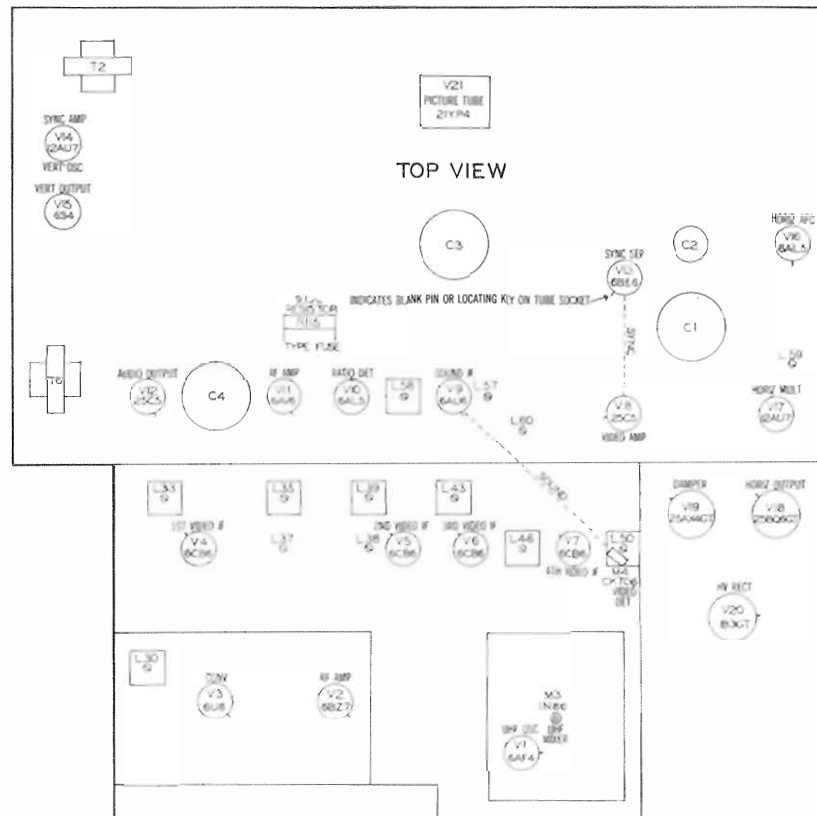 T2
V21
PICTURE TUBE
21YP4
SYNC AMP
V14
12AU7
VERT OSC
TOP VIEW
VERT OUTPUT
V15
6S4
C3
C2
HORIZ AFC
V16
6AL5
SYNC SEP
V13
6BE6
INDICATES BLANK PIN OR LOCATING KEY ON TUBE SOCKET
RESISTOR
TYPE FUSE
C1
SYNC
L59
T6
AUDIO OUTPUT
V12
25C5
C4
RF AMP
V11
6AV6
RATIO DET
V10
6AL5
L58
SOUND IF
V9
6AU6
L57
L60
V8
25C5
VIDEO AMP
HORIZ MULT
V17
12AU7
SOUND
L33
L35
L39
L43
1ST VIDEO IF
V4
6CB6
L37
L38
2ND VIDEO IF
V5
6CB6
3RD VIDEO IF
V6
6CB6
L46
V7
6CB6
4TH VIDEO IF
L50
M4
CK706
VIDEO
DET
DAMPER
V19
25AX4GT
HORIZ OUTPUT
V18
25BQ6GT
HV RECT
V20
1B3GT
L30
CONV
V3
6U8
RF AMP
V2
6BZ7
M3
1N86
UHF
MIXER
UHF OSC
V1
6AF4